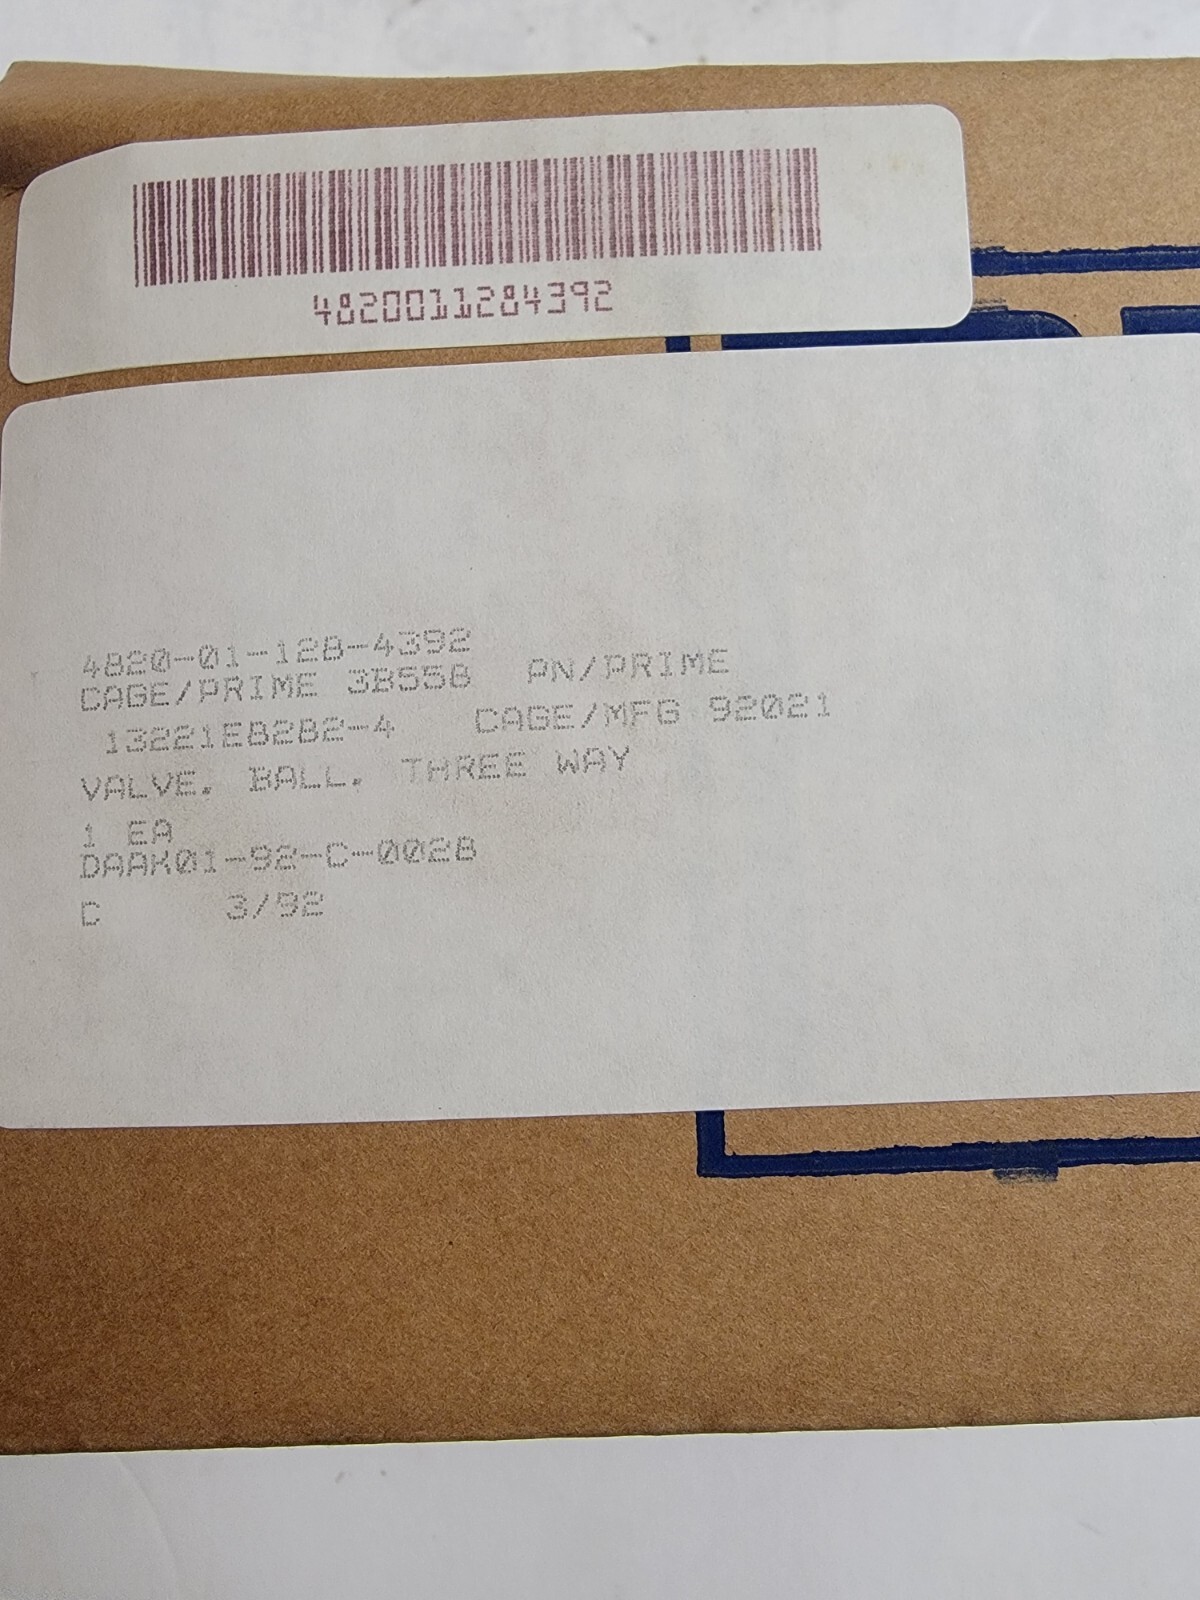 4820011284392
4820-01-128-4392
CAGE/PRIME 3B558 PN/PRIME
13221E8282-4 CAGE/MFG 92021
VALVE, BALL, THREE WAY
1 EA
DAAK01-92-C-0028
C 3/92